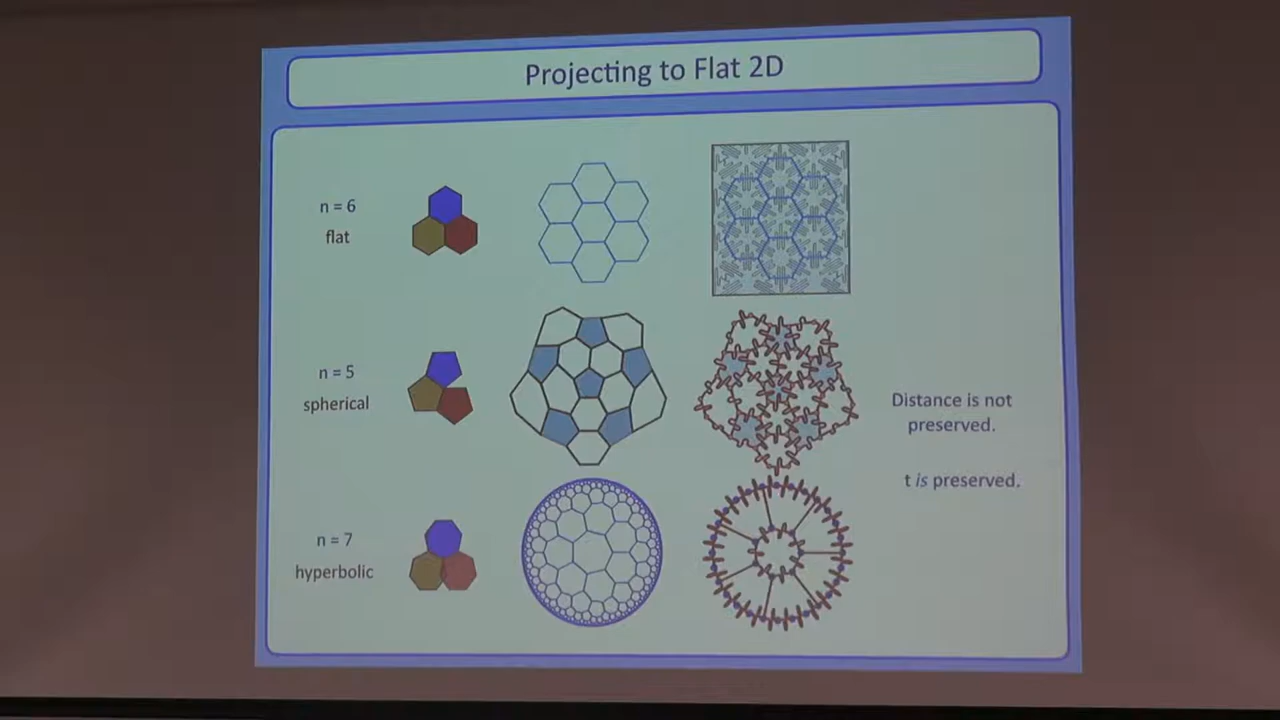 Projecting to Flat 2D
n = 6
flat
n = 5
spherical
Distance is not
preserved.
t is preserved.
n = 7
hyperbolic